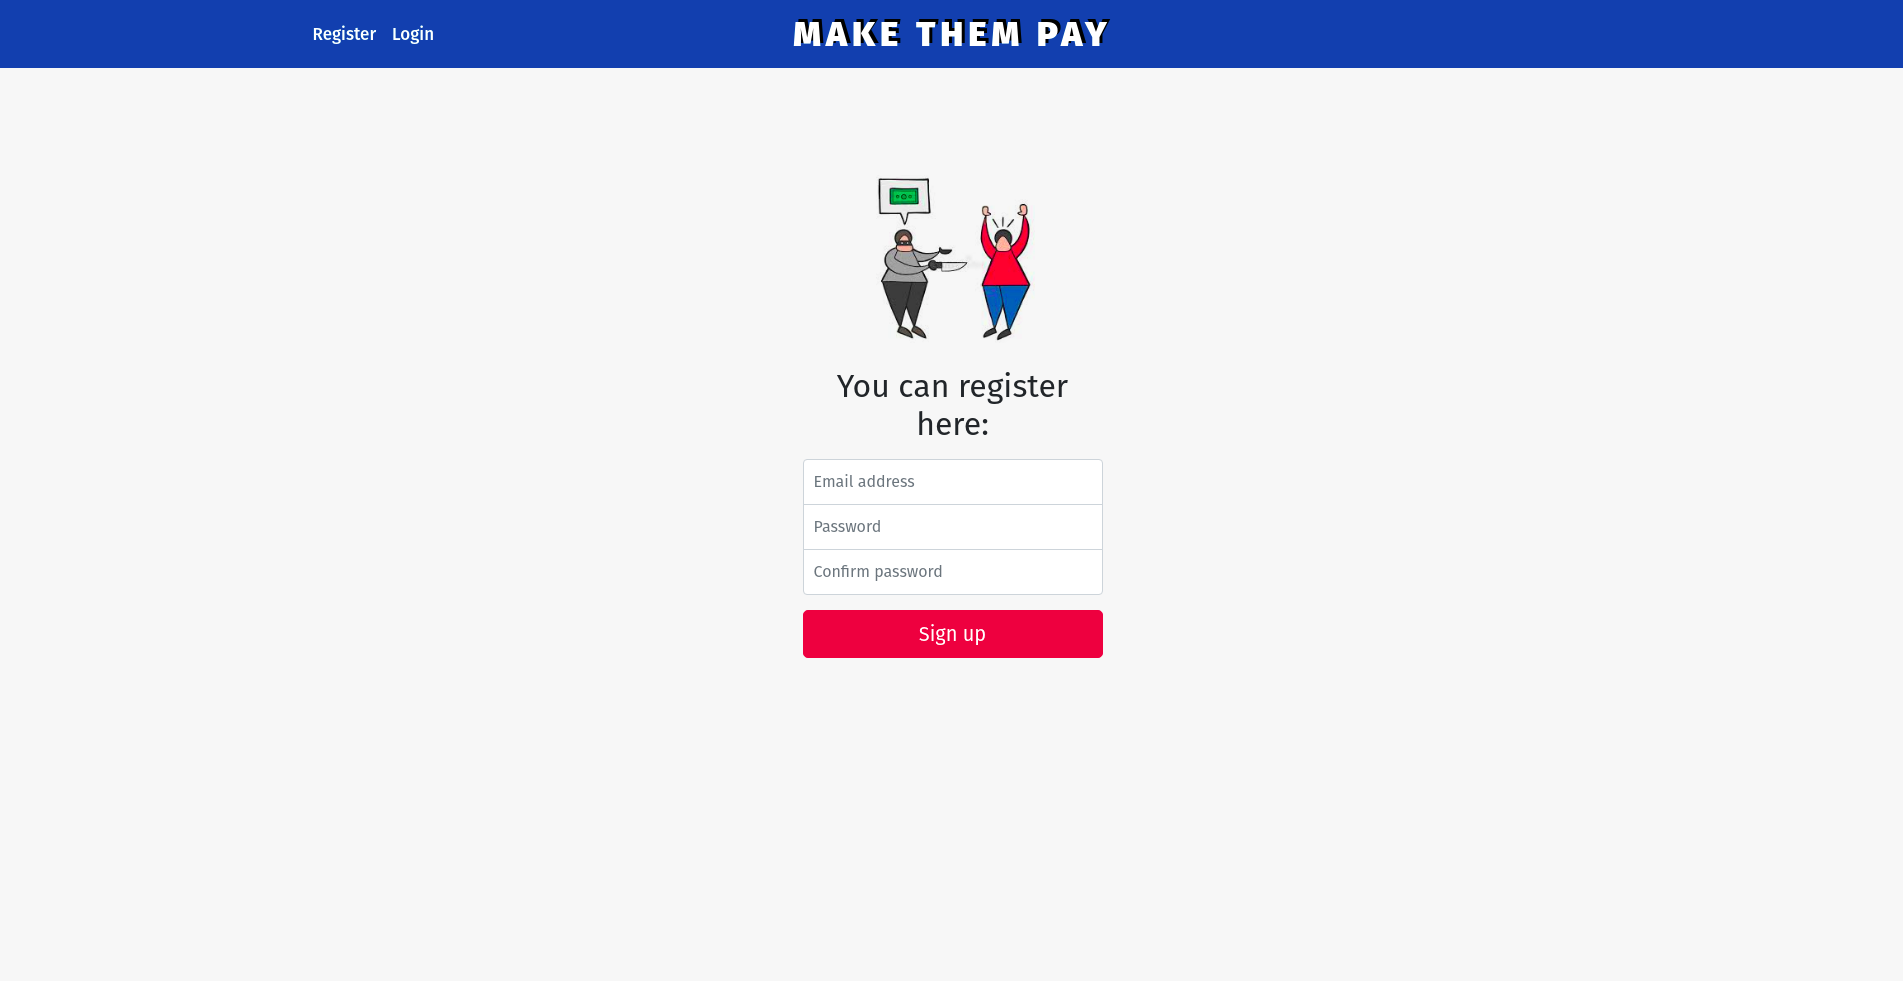 Register Login
MAKE THEM PAY
You can register
here:
Email address
Password
Confirm password
Sign up